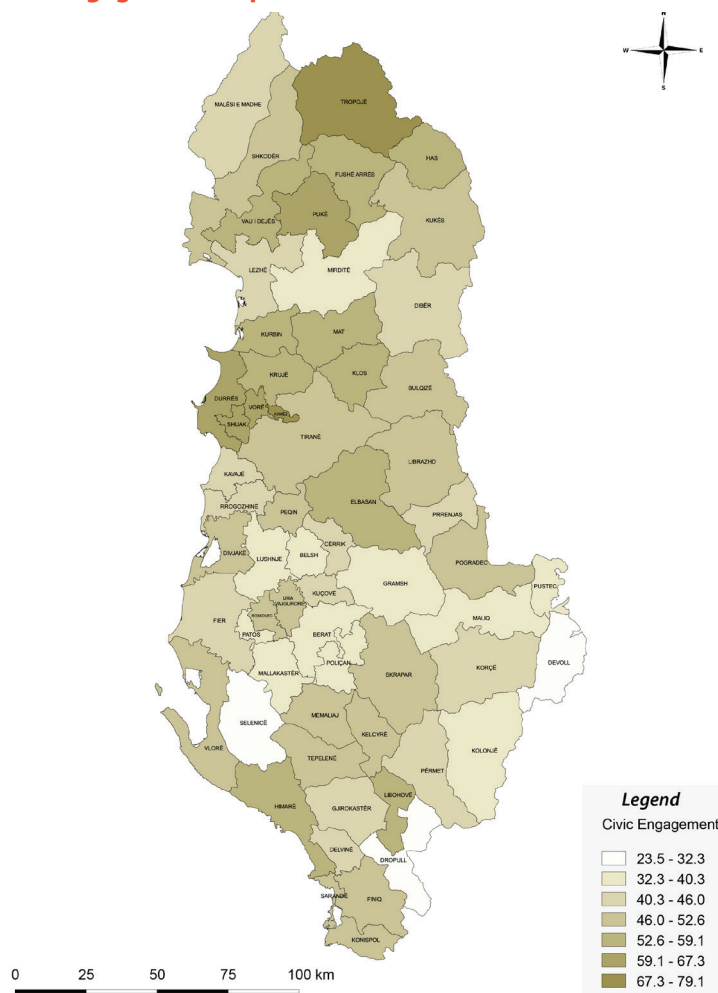 N
W E
S
TROPOJË
MALËSI E MADHE
SHKODËR
HAS
FUSHË ARRËS
PUKË
VAU I DEJËS
KUKËS
LEZHË
MIRDITË
DIBËR
KURBIN
MAT
KRUJË
KLOS
BULQIZË
DURRËS
VORË
KAMËZ
SHIJAK
TIRANË
LIBRAZHD
KAVAJË
ELBASAN
RROGOZHINË
PEQIN
PRRENJAS
CËRRIK
DIVJAKË
LUSHNJE
BELSH
POGRADEC
GRAMSH
PUSTEC
KUÇOVË
URA
VAJGURORE
FIER
ROSKOVEC
MALIQ
PATOS
BERAT
POLIÇAN
DEVOLL
KORÇË
MALLAKASTËR
SKRAPAR
SELENICË
MEMALIAJ
KELCYRË
KOLONJË
VLORË
TEPELENË
PËRMET
LIBOHOVË
HIMARË
GJIROKASTËR
DELVINË
DROPULL
SARANDË
FINIQ
KONISPOL
Legend
Civic Engagement
23.5 - 32.3
32.3 - 40.3
40.3 - 46.0
46.0 - 52.6
52.6 - 59.1
59.1 - 67.3
67.3 - 79.1
0 25 50 75 100 km